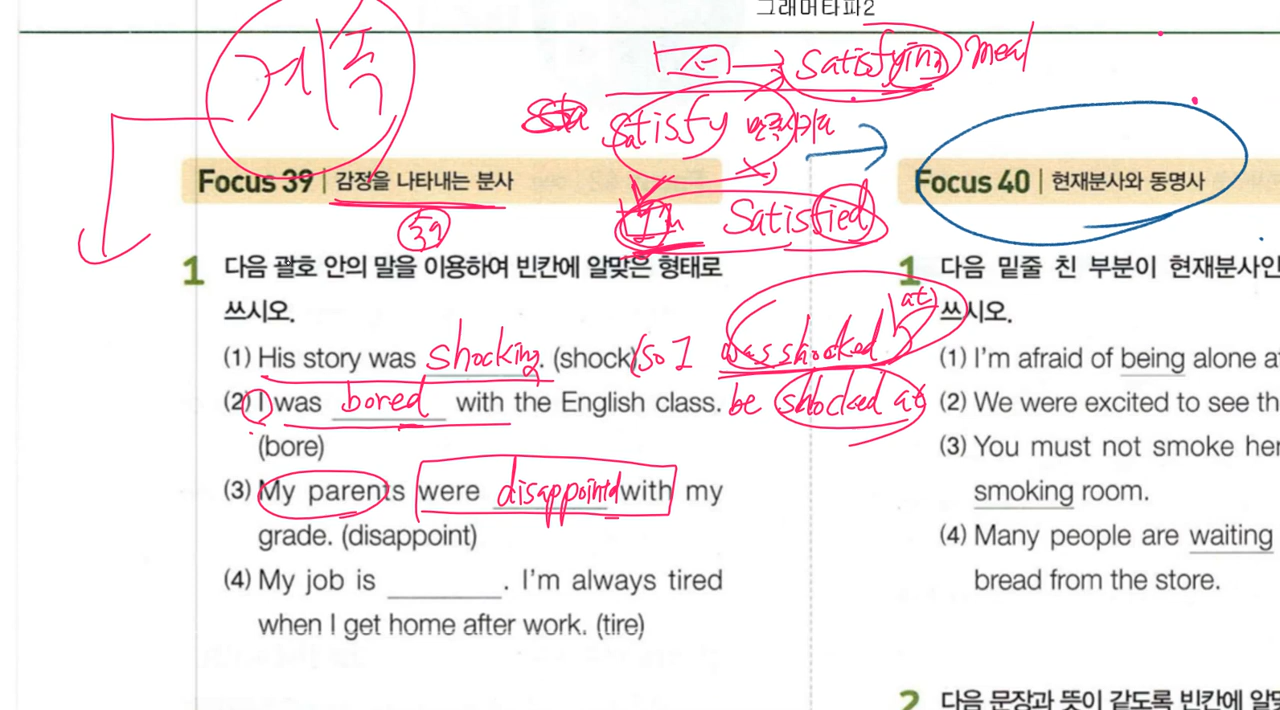 그래머타파2
계속
조 → satisfying meal
satisfy 만족시키다
Focus 39 | 감정을 나타내는 분사
39
I'm satisfied
1 다음 괄호 안의 말을 이용하여 빈칸에 알맞은 형태로
쓰시오.
(1) His story was shocking. (shock) (so I was shocked at)
(2) I was bored with the English class. be shocked at
(bore)
(3) My parents were disappointed with my
grade. (disappoint)
(4) My job is ________. I'm always tired
when I get home after work. (tire)
Focus 40 | 현재분사와 동명사
1 다음 밑줄 친 부분이 현재분사인
쓰시오.
(1) I'm afraid of being alone a
(2) We were excited to see th
(3) You must not smoke her
smoking room.
(4) Many people are waiting
bread from the store.
2 다음 문장과 뜻이 같도록 빈칸에 알맞